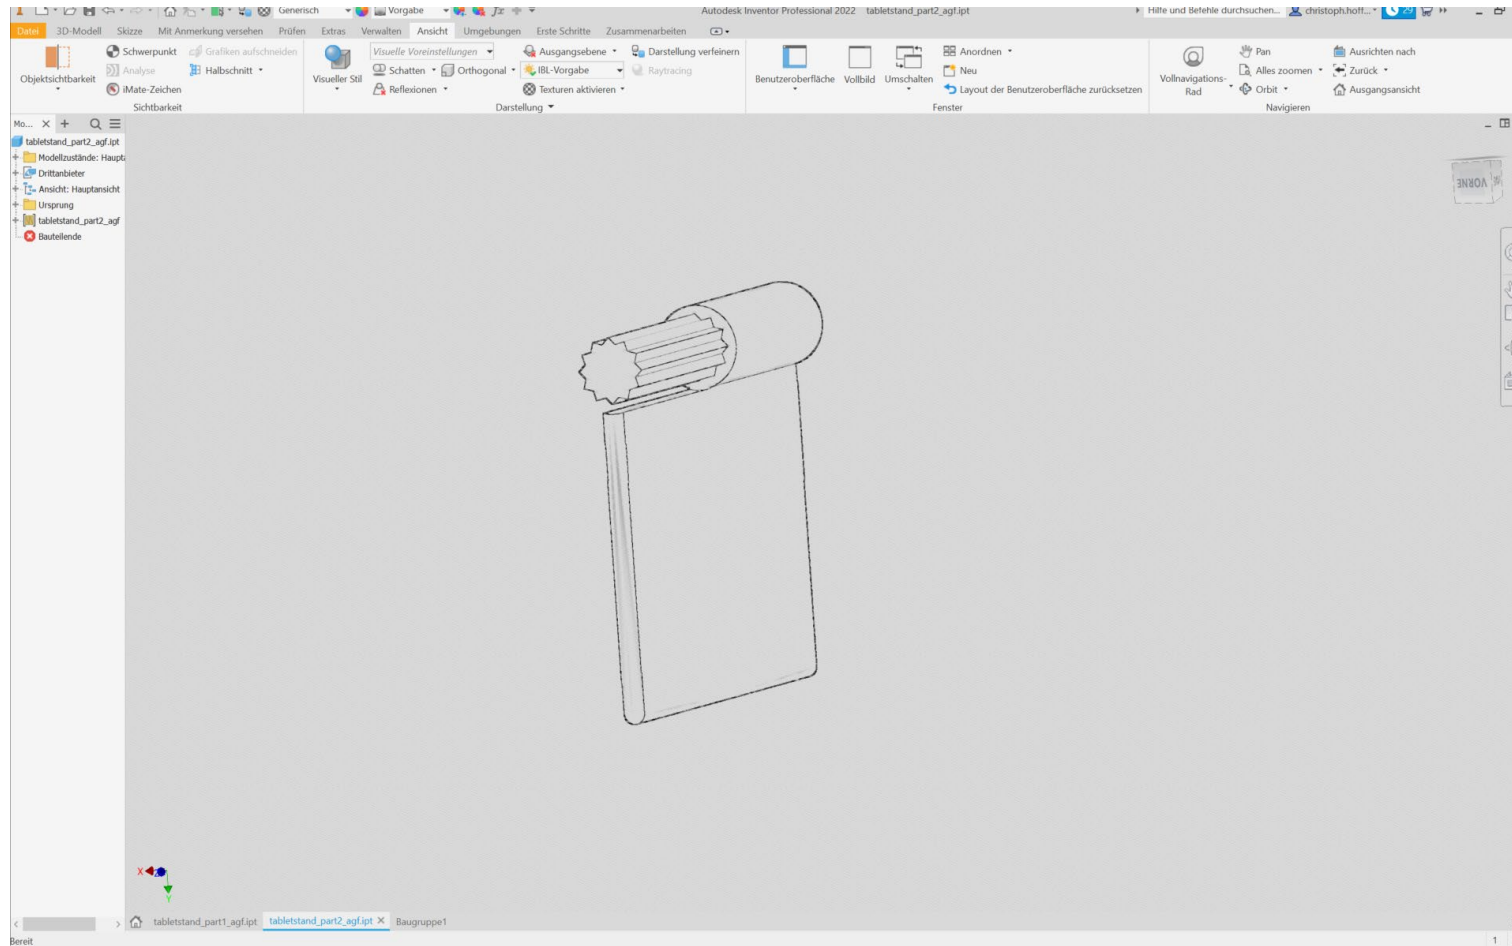 Generisch Vorgabe Autodesk Inventor Professional 2022 tabletstand_part2_agf.ipt Hilfe und Befehle durchsuchen... christoph.hoff...
Datei 3D-Modell Skizze Mit Anmerkung versehen Prüfen Extras Verwalten Ansicht Umgebungen Erste Schritte Zusammenarbeiten
Schwerpunkt Grafiken aufschneiden Visuelle Voreinstellungen Ausgangsebene Darstellung verfeinern Anordnen Pan Ausrichten nach
Analyse Halbschnitt Schatten Orthogonal IBL-Vorgabe Raytracing Neu Alles zoomen Zurück
Objektsichtbarkeit Visueller Stil Benutzeroberfläche Vollbild Umschalten Vollnavigations-
Rad
iMate-Zeichen Reflexionen Texturen aktivieren Layout der Benutzeroberfläche zurücksetzen Orbit Ausgangsansicht
Sichtbarkeit Darstellung Fenster Navigieren
Mo... X +
tabletstand_part2_agf.ipt
Modellzustände: Haupta
Drittanbieter
Ansicht: Hauptansicht
Ursprung
tabletstand_part2_agf
Bauteilende
VORNE
X Z
Y
tabletstand_part1_agf.ipt tabletstand_part2_agf.ipt X Baugruppe1
Bereit 1